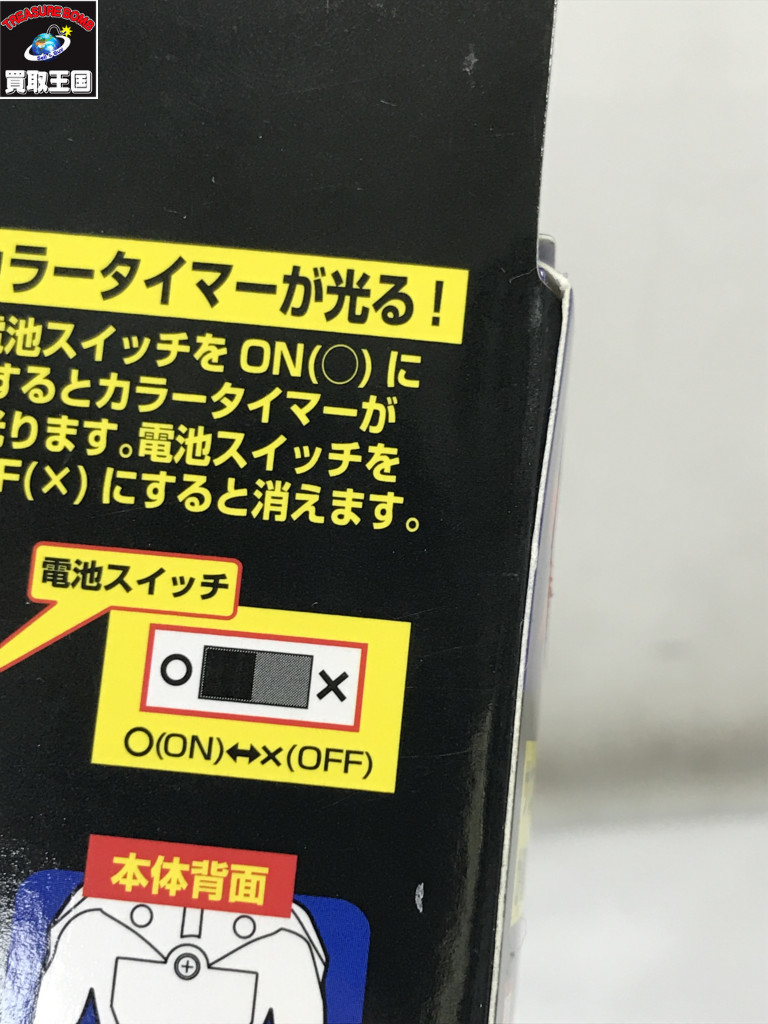 TREASURE BOMB
買取王国
カラータイマーが光る!
電池スイッチをON(○)に
するとカラータイマーが
光ります。電池スイッチを
F(×)にすると消えます。
電池スイッチ
○ ×
○(ON)↔×(OFF)
本体背面